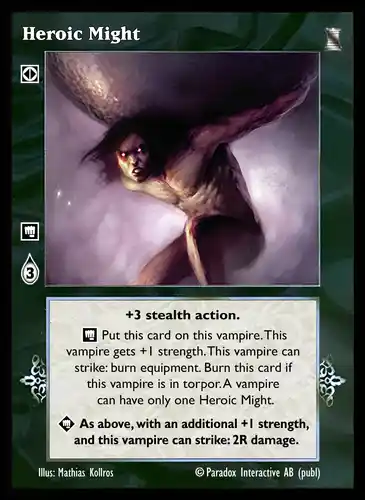 Heroic Might
3
+3 stealth action.
Put this card on this vampire. This
vampire gets +1 strength. This vampire can
strike: burn equipment. Burn this card if
this vampire is in torpor. A vampire
can have only one Heroic Might.
As above, with an additional +1 strength,
and this vampire can strike: 2R damage.
Illus: Mathias Kollros © Paradox Interactive AB (publ)